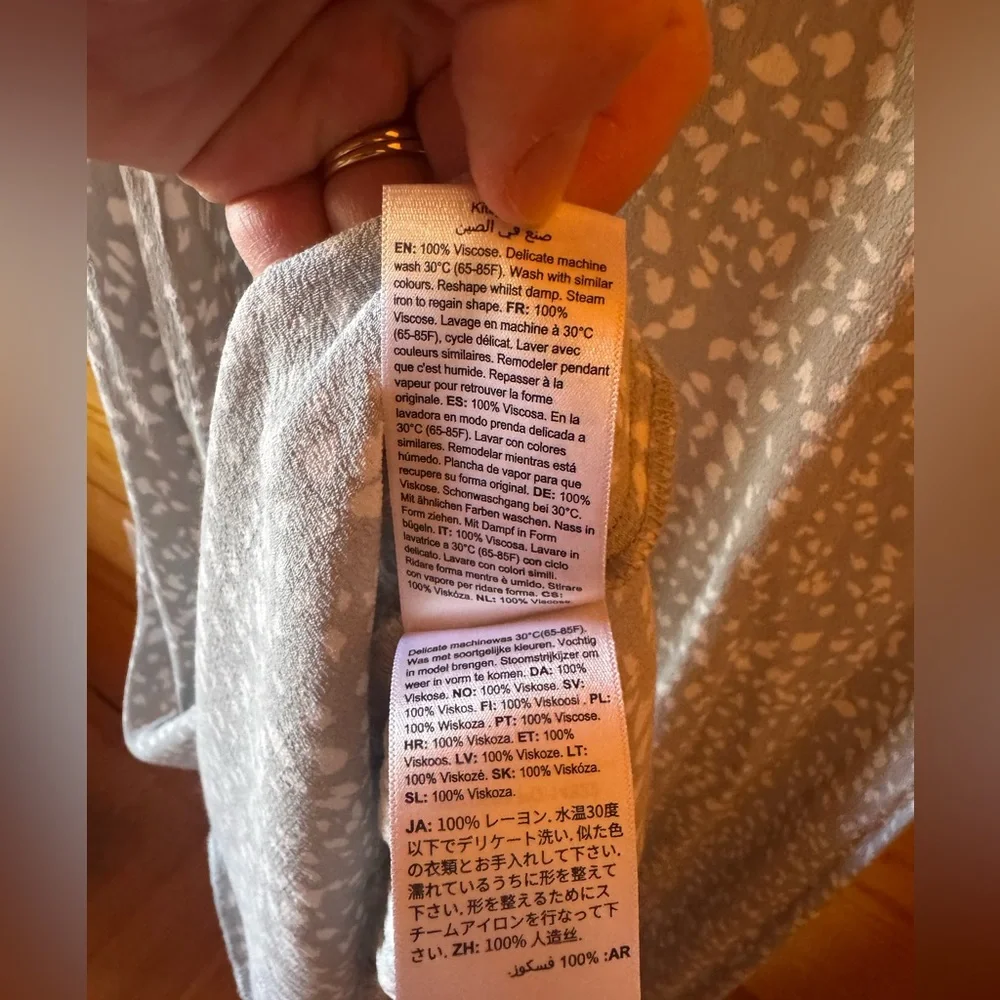 صنع في الصين
EN: 100% Viscose. Delicate machine
wash 30°C (65-85F). Wash with similar
colours. Reshape whilst damp. Steam
iron to regain shape. FR: 100%
Viscose. Lavage en machine à 30°C
(65-85F), cycle délicat. Laver avec
couleurs similaires. Remodeler pendant
que c'est humide. Repasser à la
vapeur pour retrouver la forme
originale. ES: 100% Viscosa. En la
lavadora en modo prenda delicada a
30°C (65-85F). Lavar con colores
similares. Remodelar mientras está
húmedo. Plancha de vapor para que
recupere su forma original. DE: 100%
Viskose. Schonwaschgang bei 30°C.
Mit ähnlichen Farben waschen. Nass in
Form ziehen. Mit Dampf in Form
bügeln. IT: 100% Viscosa. Lavare in
lavatrice a 30°C (65-85F) con ciclo
delicato. Lavare con colori simili.
Ridare forma mentre è umido. Stirare
con vapore per ridare forma. CS:
100% Viskóza. NL: 100% Viscose
Delicate machinewas 30°C(65-85F).
Was met soortgelijke kleuren. Vochtig
in model brengen. Stoomstrijkijzer om
weer in vorm te komen. DA: 100%
Viskose. NO: 100% Viskose. SV:
100% Viskos. FI: 100% Viskoosi . PL:
100% Wiskoza . PT: 100% Viscose.
HR: 100% Viskoza. ET: 100%
Viskoos. LV: 100% Viskoze. LT:
100% Viskozė. SK: 100% Viskóza.
SL: 100% Viskoza.
JA: 100% レーヨン. 水温30度
以下でデリケート洗い. 似た色
の衣類とお手入れして下さい.
濡れているうちに形を整えて
下さい. 形を整えるためにス
チームアイロンを行なって下
さい. ZH: 100% 人造丝.
AR: 100% فسكوز.